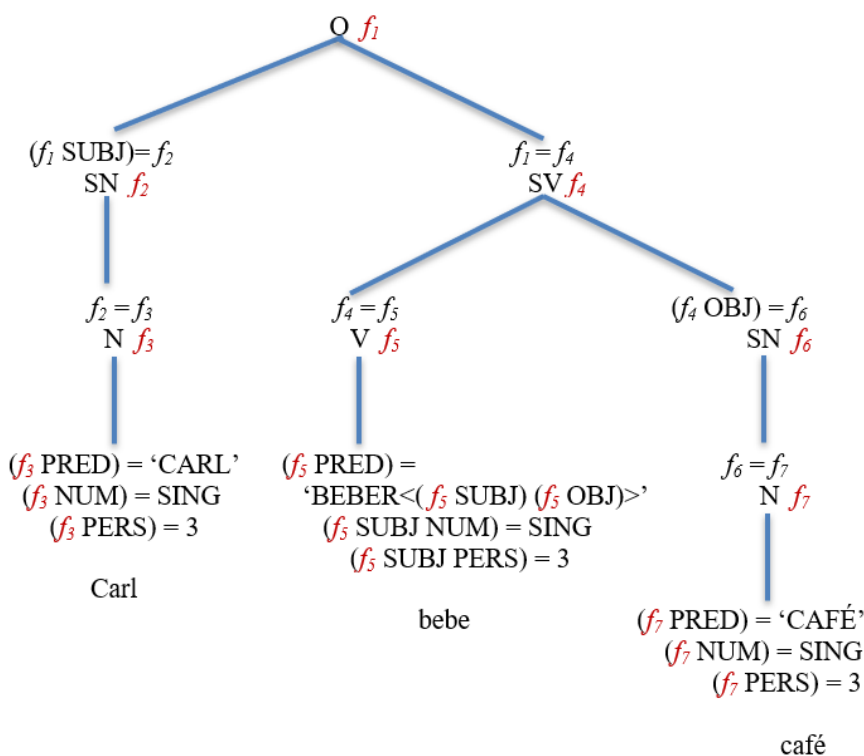 O f₁
(f₁ SUBJ)= f₂
SN f₂
f₁ = f₄
SV f₄
f₂ = f₃
N f₃
f₄ = f₅
V f₅
(f₄ OBJ) = f₆
SN f₆
(f₃ PRED) = ‘CARL’
(f₃ NUM) = SING
(f₃ PERS) = 3
Carl
(f₅ PRED) =
‘BEBER<(f₅ SUBJ) (f₅ OBJ)>’
(f₅ SUBJ NUM) = SING
(f₅ SUBJ PERS) = 3
bebe
f₆ = f₇
N f₇
(f₇ PRED) = ‘CAFÉ’
(f₇ NUM) = SING
(f₇ PERS) = 3
café